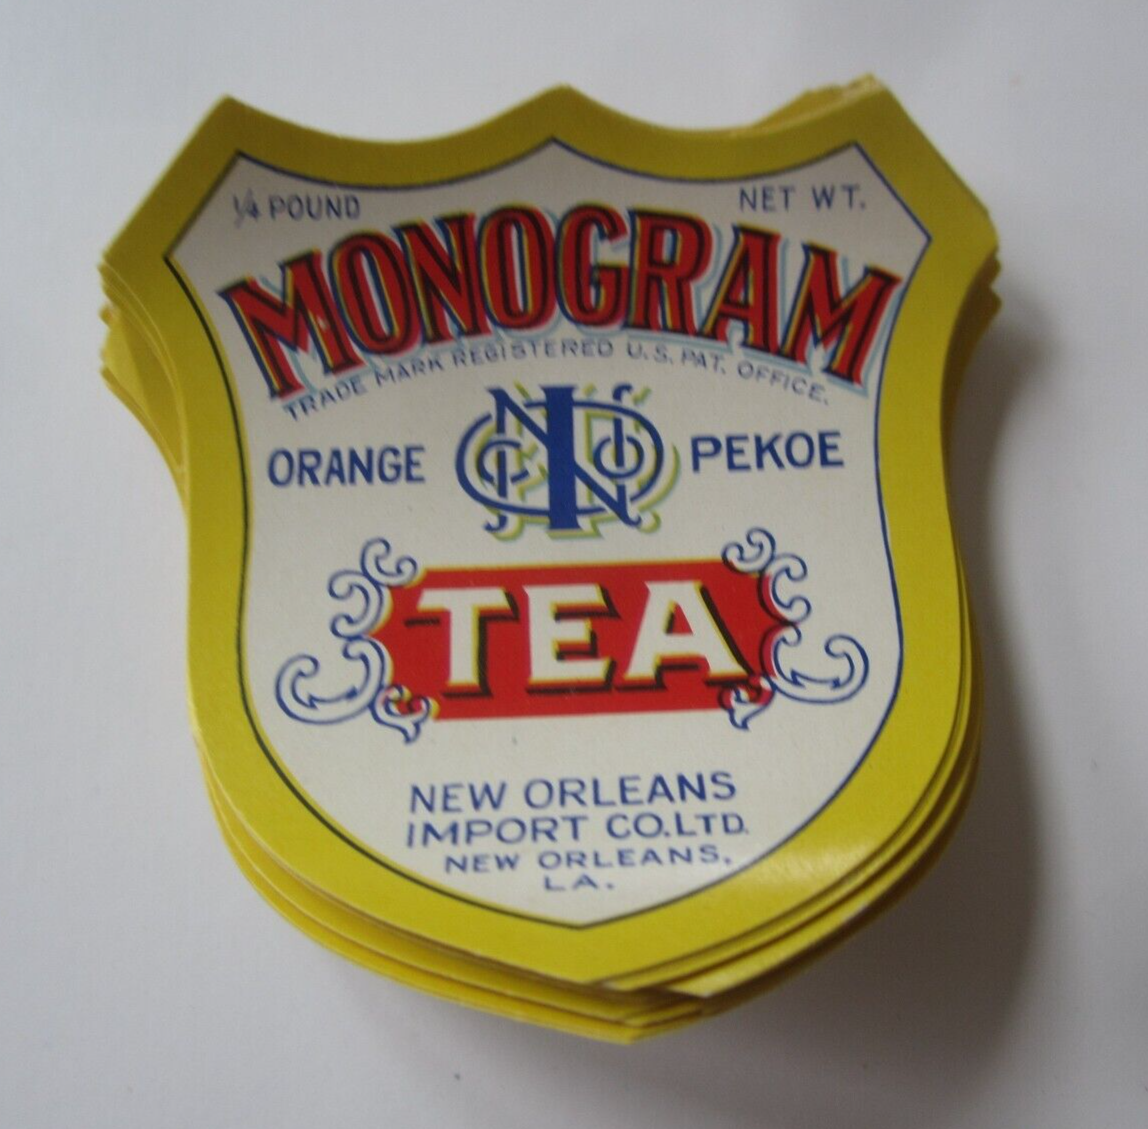 ¼ POUND NET WT.
MONOGRAM
TRADE MARK REGISTERED U.S. PAT. OFFICE.
ORANGE PEKOE
TEA
NEW ORLEANS
IMPORT CO. LTD.
NEW ORLEANS,
LA.